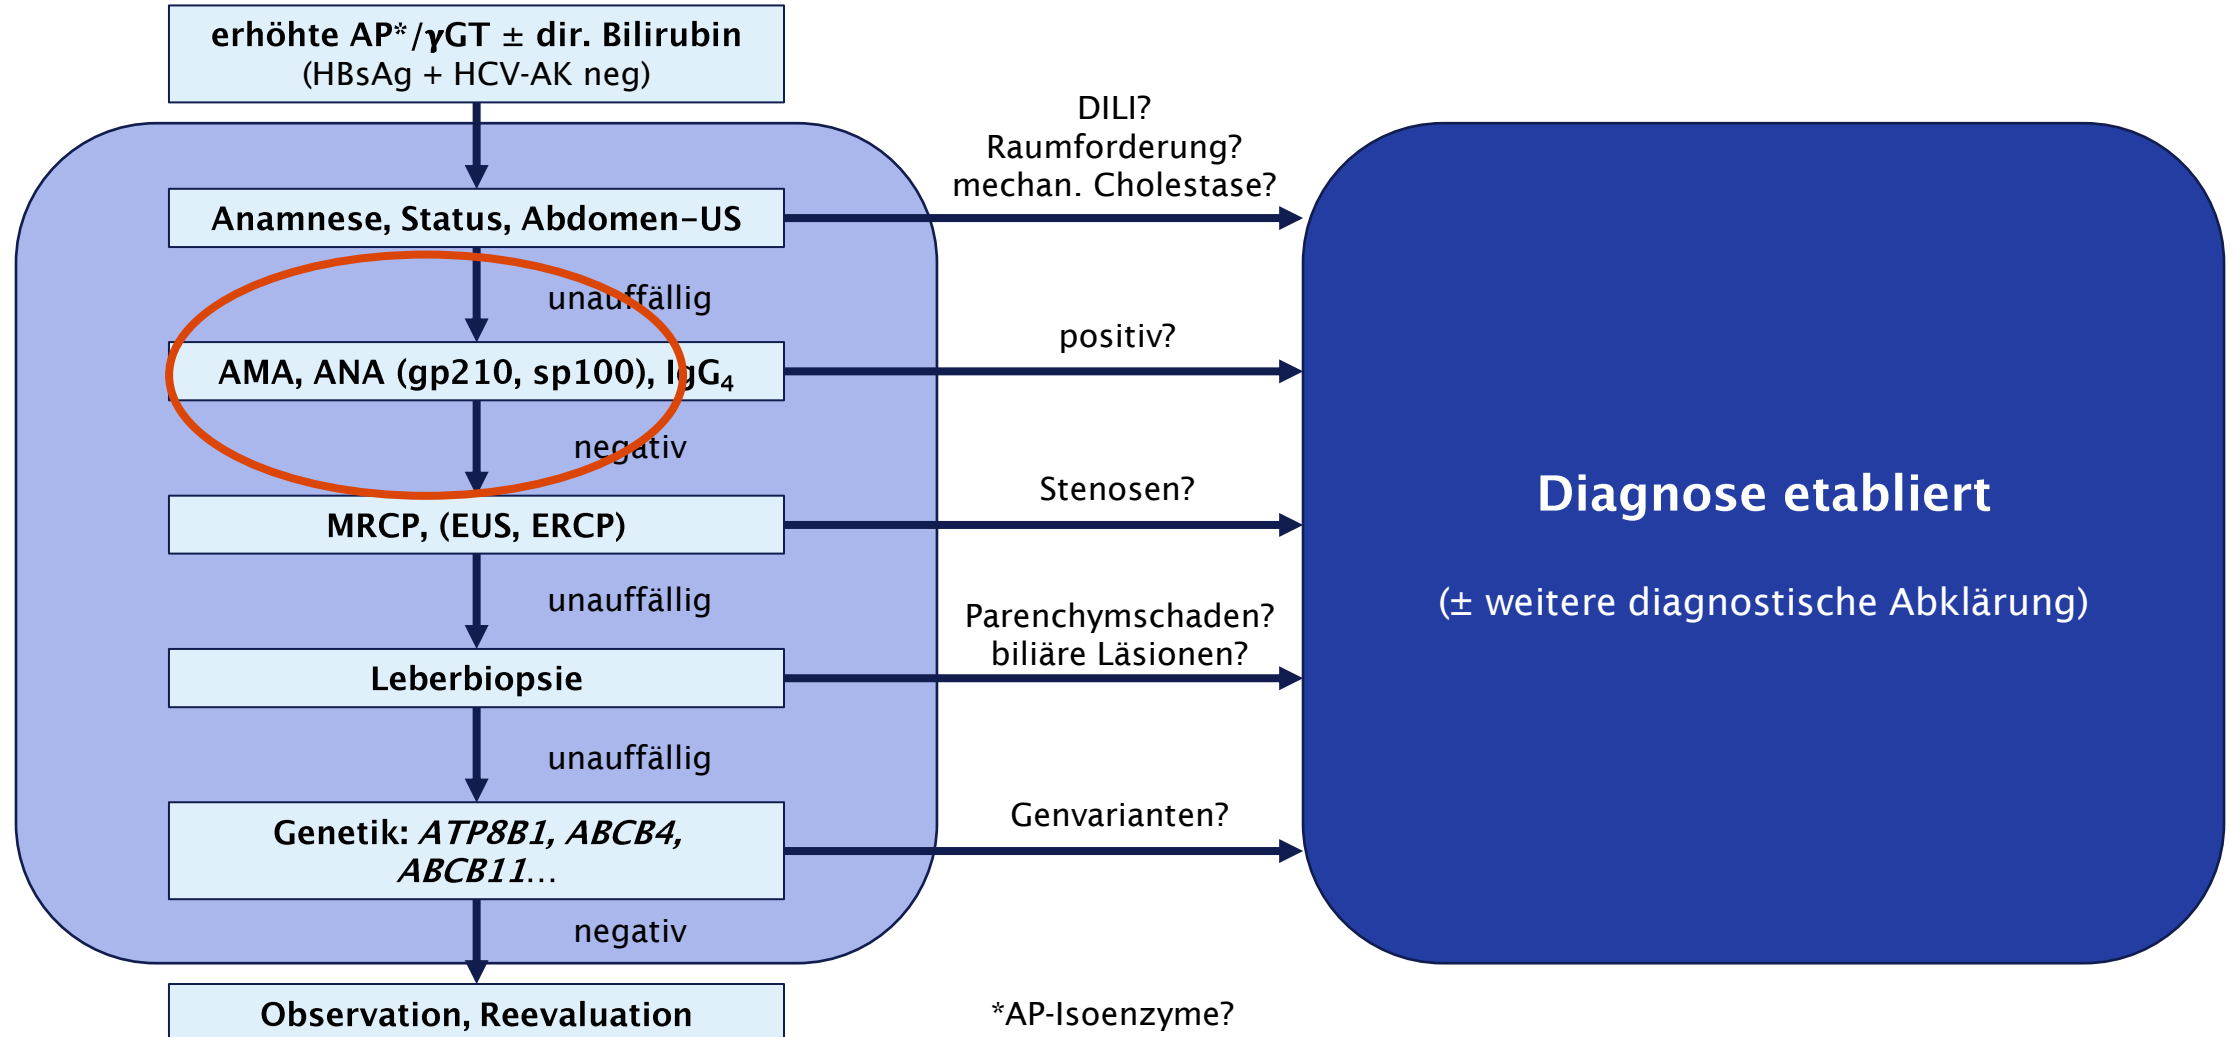 erhöhte AP*/γGT ± dir. Bilirubin
(HBsAg + HCV-AK neg)
DILI?
Raumforderung?
mechan. Cholestase?
Anamnese, Status, Abdomen-US
unauffällig
positiv?
AMA, ANA (gp210, sp100), IgG₄
negativ
Stenosen?
MRCP, (EUS, ERCP)
unauffällig
Parenchymschaden?
biliäre Läsionen?
Leberbiopsie
unauffällig
Genvarianten?
Genetik: ATP8B1, ABCB4,
ABCB11...
negativ
Observation, Reevaluation
*AP-Isoenzyme?
Diagnose etabliert
(± weitere diagnostische Abklärung)